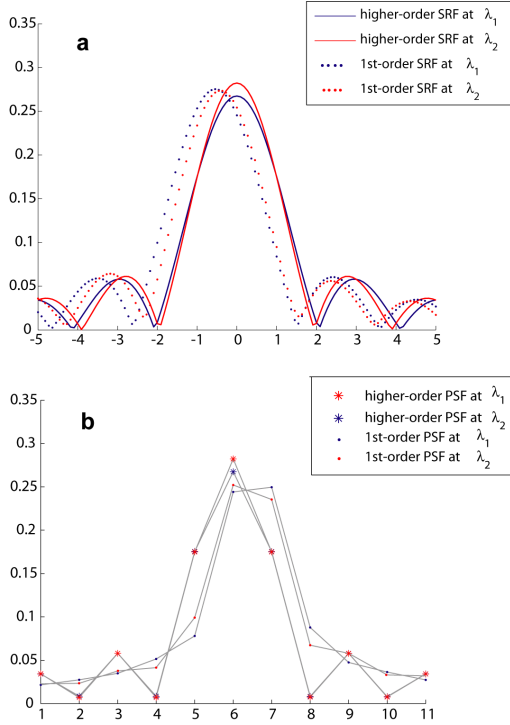 0.35
0.3
0.25
0.2
0.15
0.1
0.05
0
-5 -4 -3 -2 -1 0 1 2 3 4 5
a
higher-order SRF at λ1
higher-order SRF at λ2
1st-order SRF at λ1
1st-order SRF at λ2
0.35
0.3
0.25
0.2
0.15
0.1
0.05
0
1 2 3 4 5 6 7 8 9 10 11
b
higher-order PSF at λ1
higher-order PSF at λ2
1st-order PSF at λ1
1st-order PSF at λ2